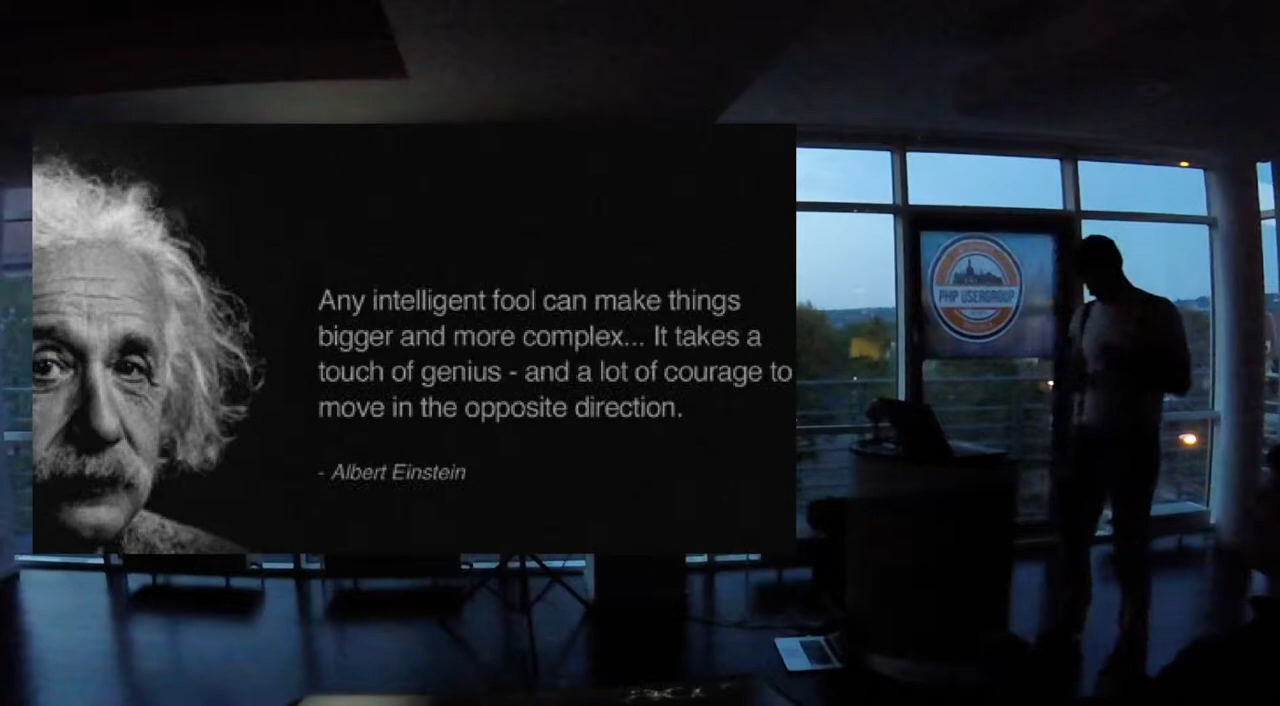 Any intelligent fool can make things
bigger and more complex... It takes a
touch of genius - and a lot of courage to
move in the opposite direction.
- Albert Einstein
PHP USERGROUP